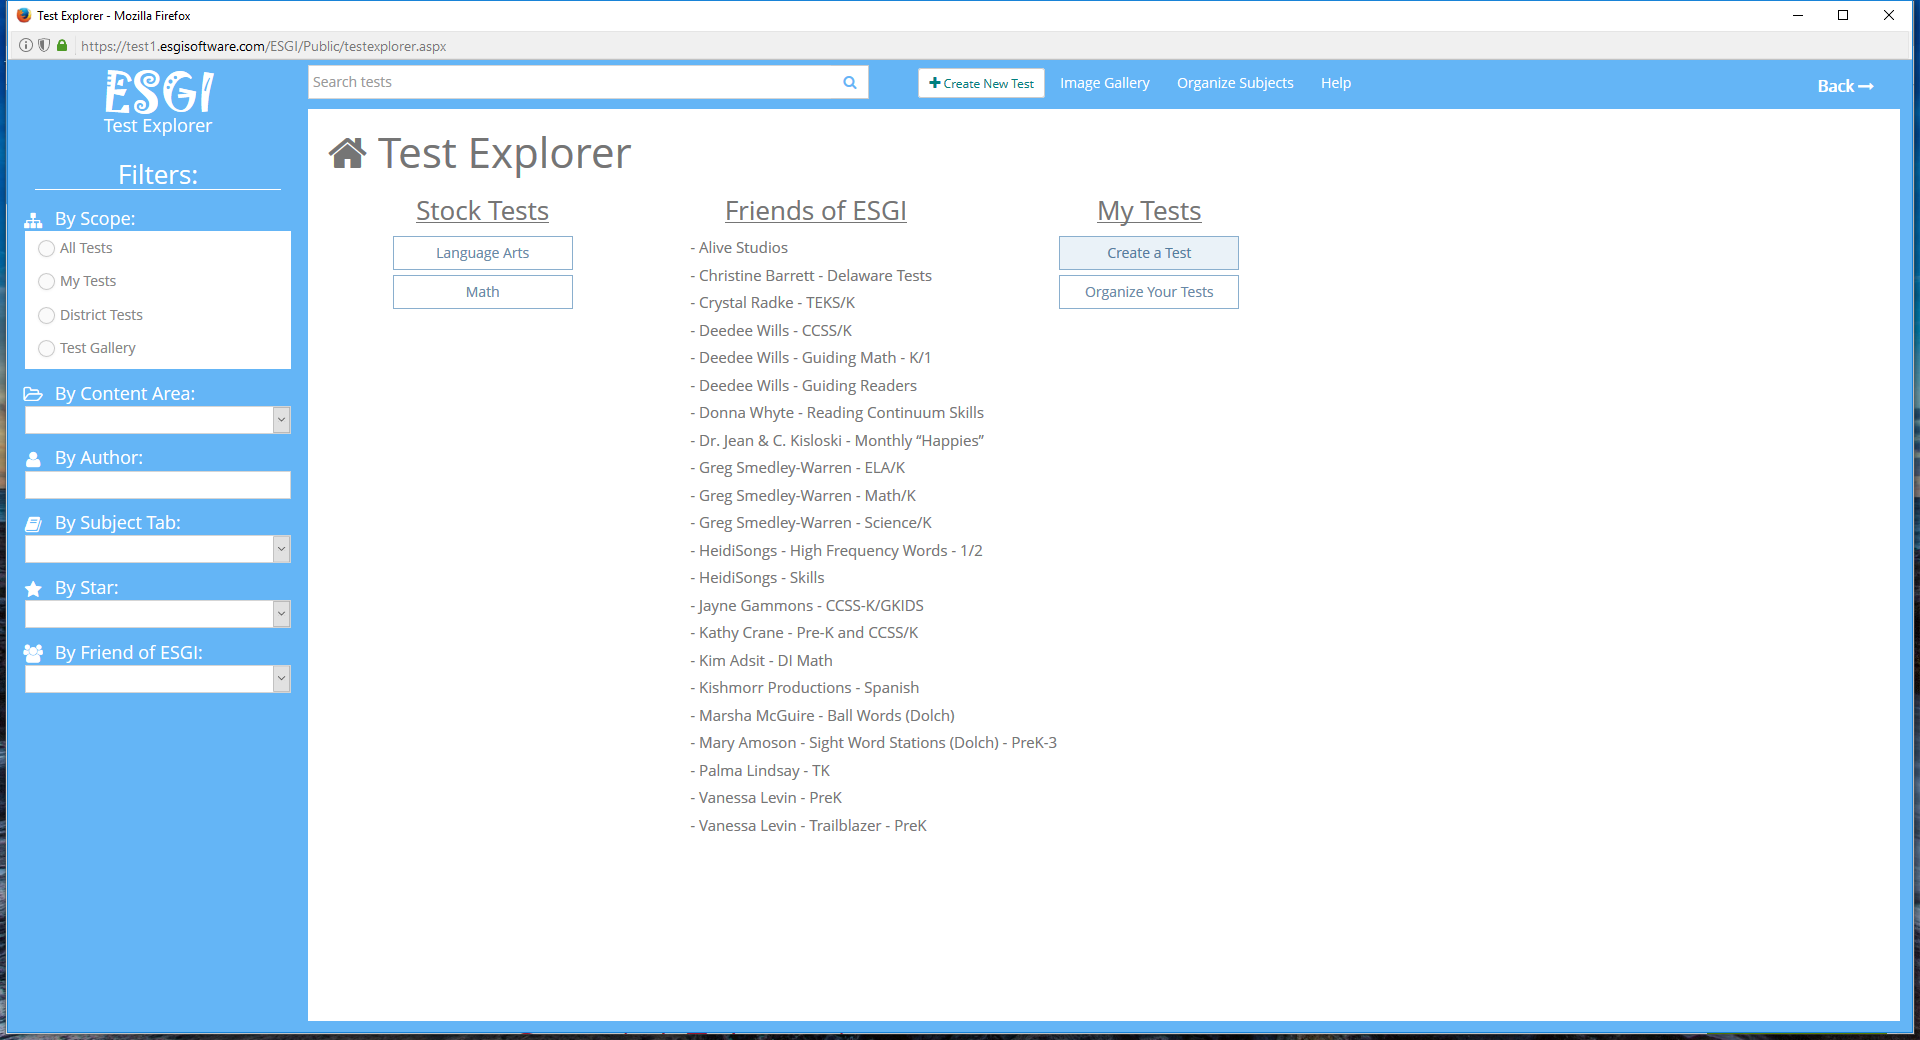 Test Explorer - Mozilla Firefox
https://test1.esgisoftware.com/ESGI/Public/testexplorer.aspx
ESGI
Test Explorer
Search tests
Create New Test
Image Gallery
Organize Subjects
Help
Back
Filters:
By Scope:
All Tests
My Tests
District Tests
Test Gallery
By Content Area:
By Author:
By Subject Tab:
By Star:
By Friend of ESGI:
Test Explorer
Stock Tests
Language Arts
Math
Friends of ESGI
- Alive Studios
- Christine Barrett - Delaware Tests
- Crystal Radke - TEKS/K
- Deedee Wills - CCSS/K
- Deedee Wills - Guiding Math - K/1
- Deedee Wills - Guiding Readers
- Donna Whyte - Reading Continuum Skills
- Dr. Jean & C. Kisloski - Monthly “Happies”
- Greg Smedley-Warren - ELA/K
- Greg Smedley-Warren - Math/K
- Greg Smedley-Warren - Science/K
- HeidiSongs - High Frequency Words - 1/2
- HeidiSongs - Skills
- Jayne Gammons - CCSS-K/GKIDS
- Kathy Crane - Pre-K and CCSS/K
- Kim Adsit - DI Math
- Kishmorr Productions - Spanish
- Marsha McGuire - Ball Words (Dolch)
- Mary Amoson - Sight Word Stations (Dolch) - PreK-3
- Palma Lindsay - TK
- Vanessa Levin - PreK
- Vanessa Levin - Trailblazer - PreK
My Tests
Create a Test
Organize Your Tests